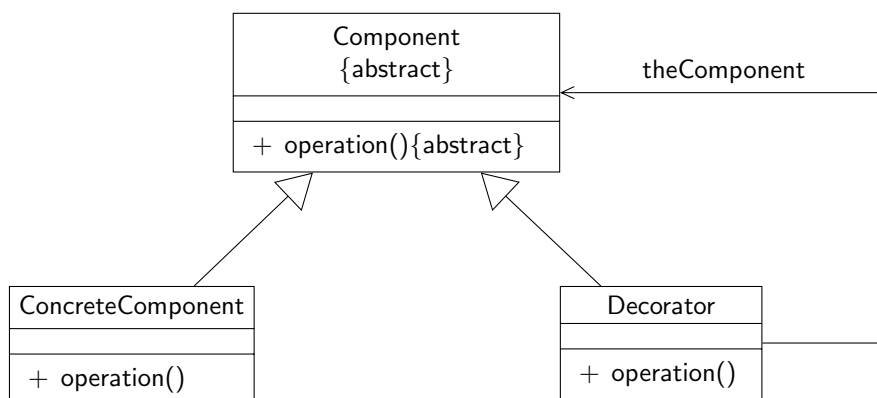 Component
{abstract}
theComponent
+ operation(){abstract}
ConcreteComponent
Decorator
+ operation()
+ operation()